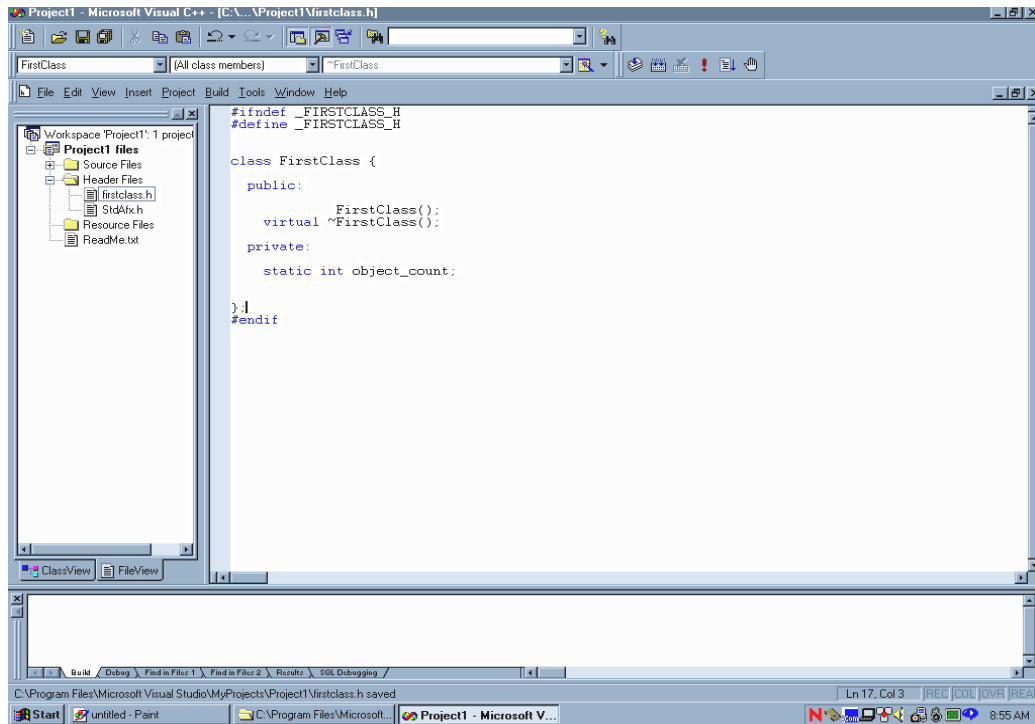 Project1 - Microsoft Visual C++ - [C:\...\Project1\firstclass.h]
FirstClass (All class members) ~FirstClass
File Edit View Insert Project Build Tools Window Help
Workspace 'Project1': 1 project
Project1 files
Source Files
Header Files
firstclass.h
StdAfx.h
Resource Files
ReadMe.txt
ClassView FileView
#ifndef _FIRSTCLASS_H
#define _FIRSTCLASS_H
class FirstClass {
public:
FirstClass();
virtual ~FirstClass();
private:
static int object_count;
};
#endif
Build Debug Find in Files 1 Find in Files 2 Results SQL Debugging
C:\Program Files\Microsoft Visual Studio\MyProjects\Project1\firstclass.h saved
Ln 17, Col 3 REC COL OVR REA
Start untitled - Paint C:\Program Files\Microsoft... Project1 - Microsoft V... 8:55 AM